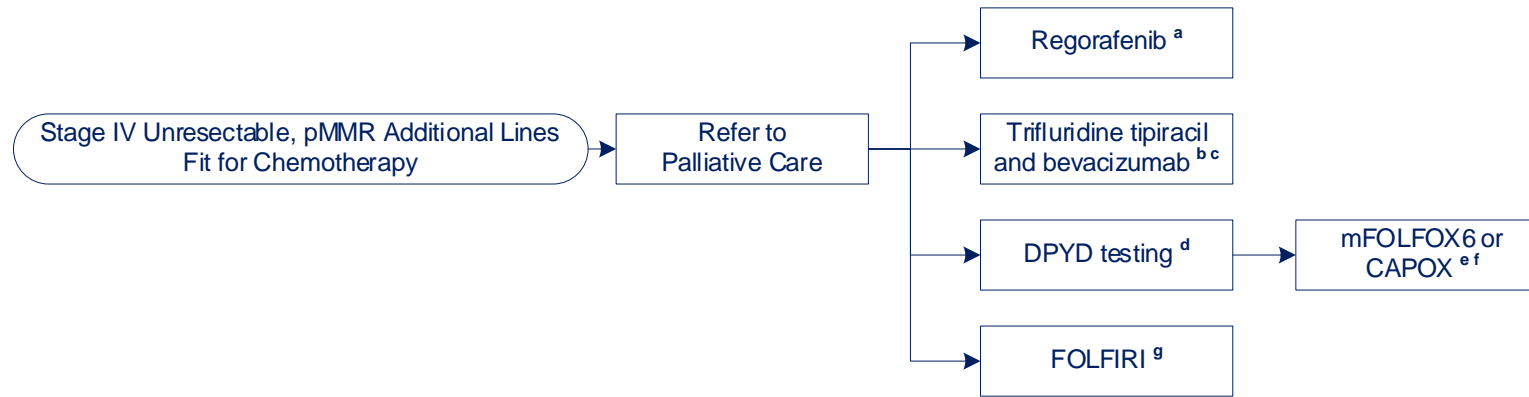 Stage IV Unresectable, pMMR Additional Lines
Fit for Chemotherapy
Refer to
Palliative Care
Regorafenib a
Trifluridine tipiracil
and bevacizumab b c
DPYD testing d
mFOLFOX6 or
CAPOX e f
FOLFIRI g